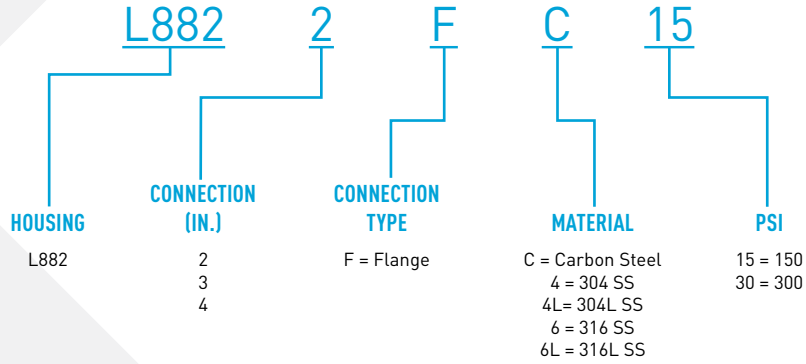 L882 2 F C 15
HOUSING
L882
CONNECTION
(IN.)
2
3
4
CONNECTION
TYPE
F = Flange
MATERIAL
C = Carbon Steel
4 = 304 SS
4L= 304L SS
6 = 316 SS
6L = 316L SS
PSI
15 = 150
30 = 300